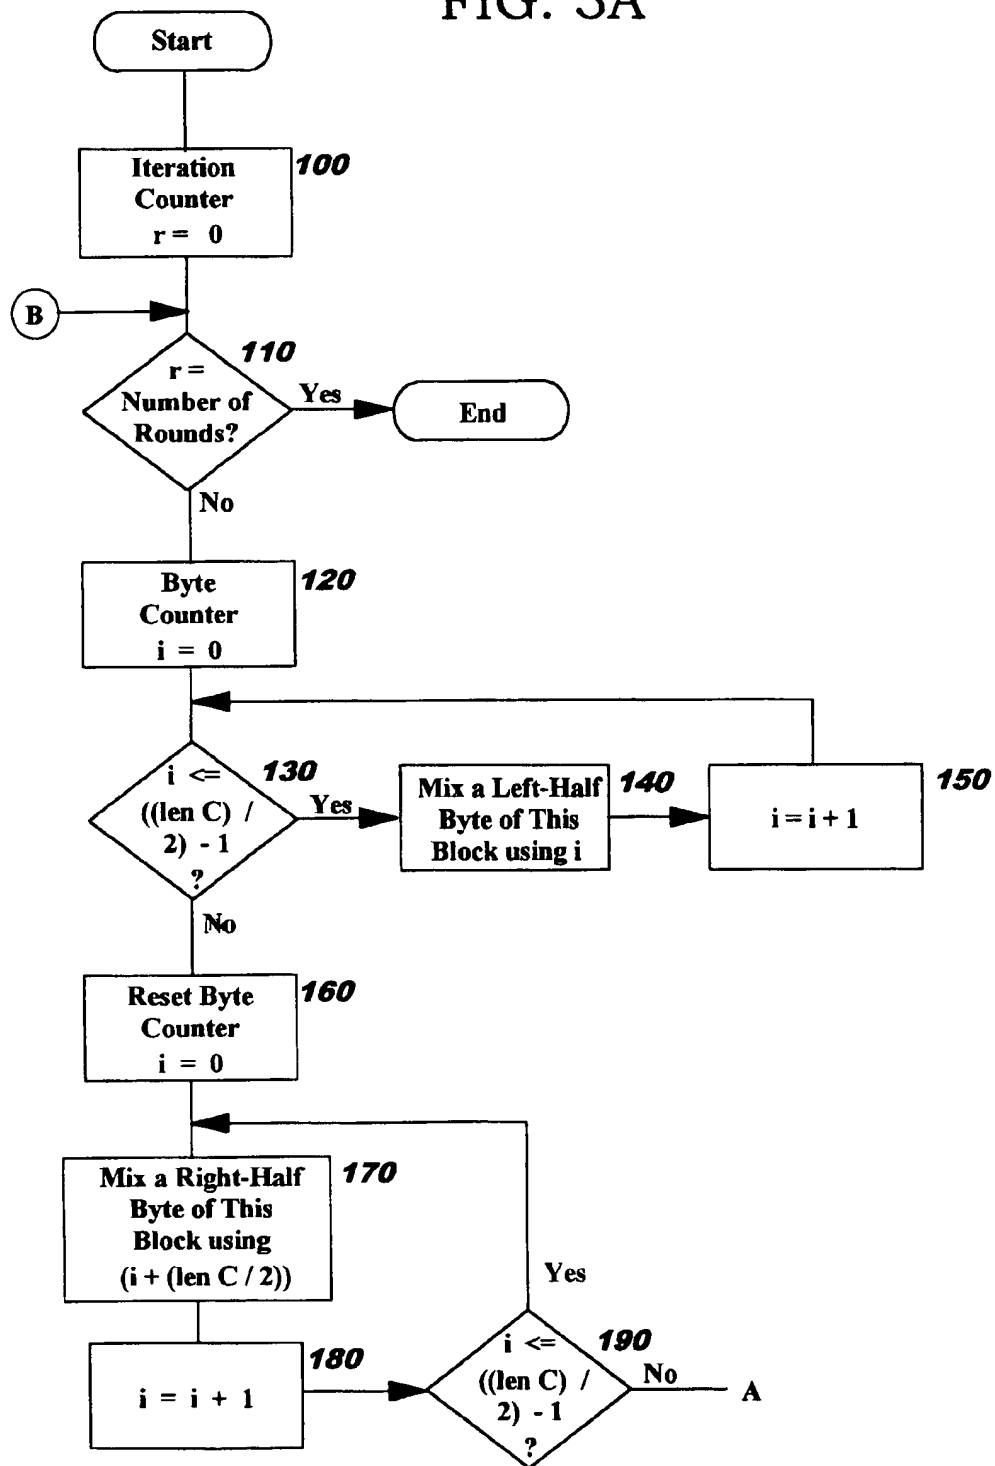 FIG. 3A
Start
Iteration
Counter
r = 0
100
B
r =
Number of
Rounds?
110
Yes
End
No
Byte
Counter
i = 0
120
i <=
((len C) /
2) - 1
?
130
Yes
Mix a Left-Half
Byte of This
Block using i
140
i = i + 1
150
No
Reset Byte
Counter
i = 0
160
Mix a Right-Half
Byte of This
Block using
(i + (len C / 2))
170
i = i + 1
180
Yes
i <=
((len C) /
2) - 1
?
190
No
A